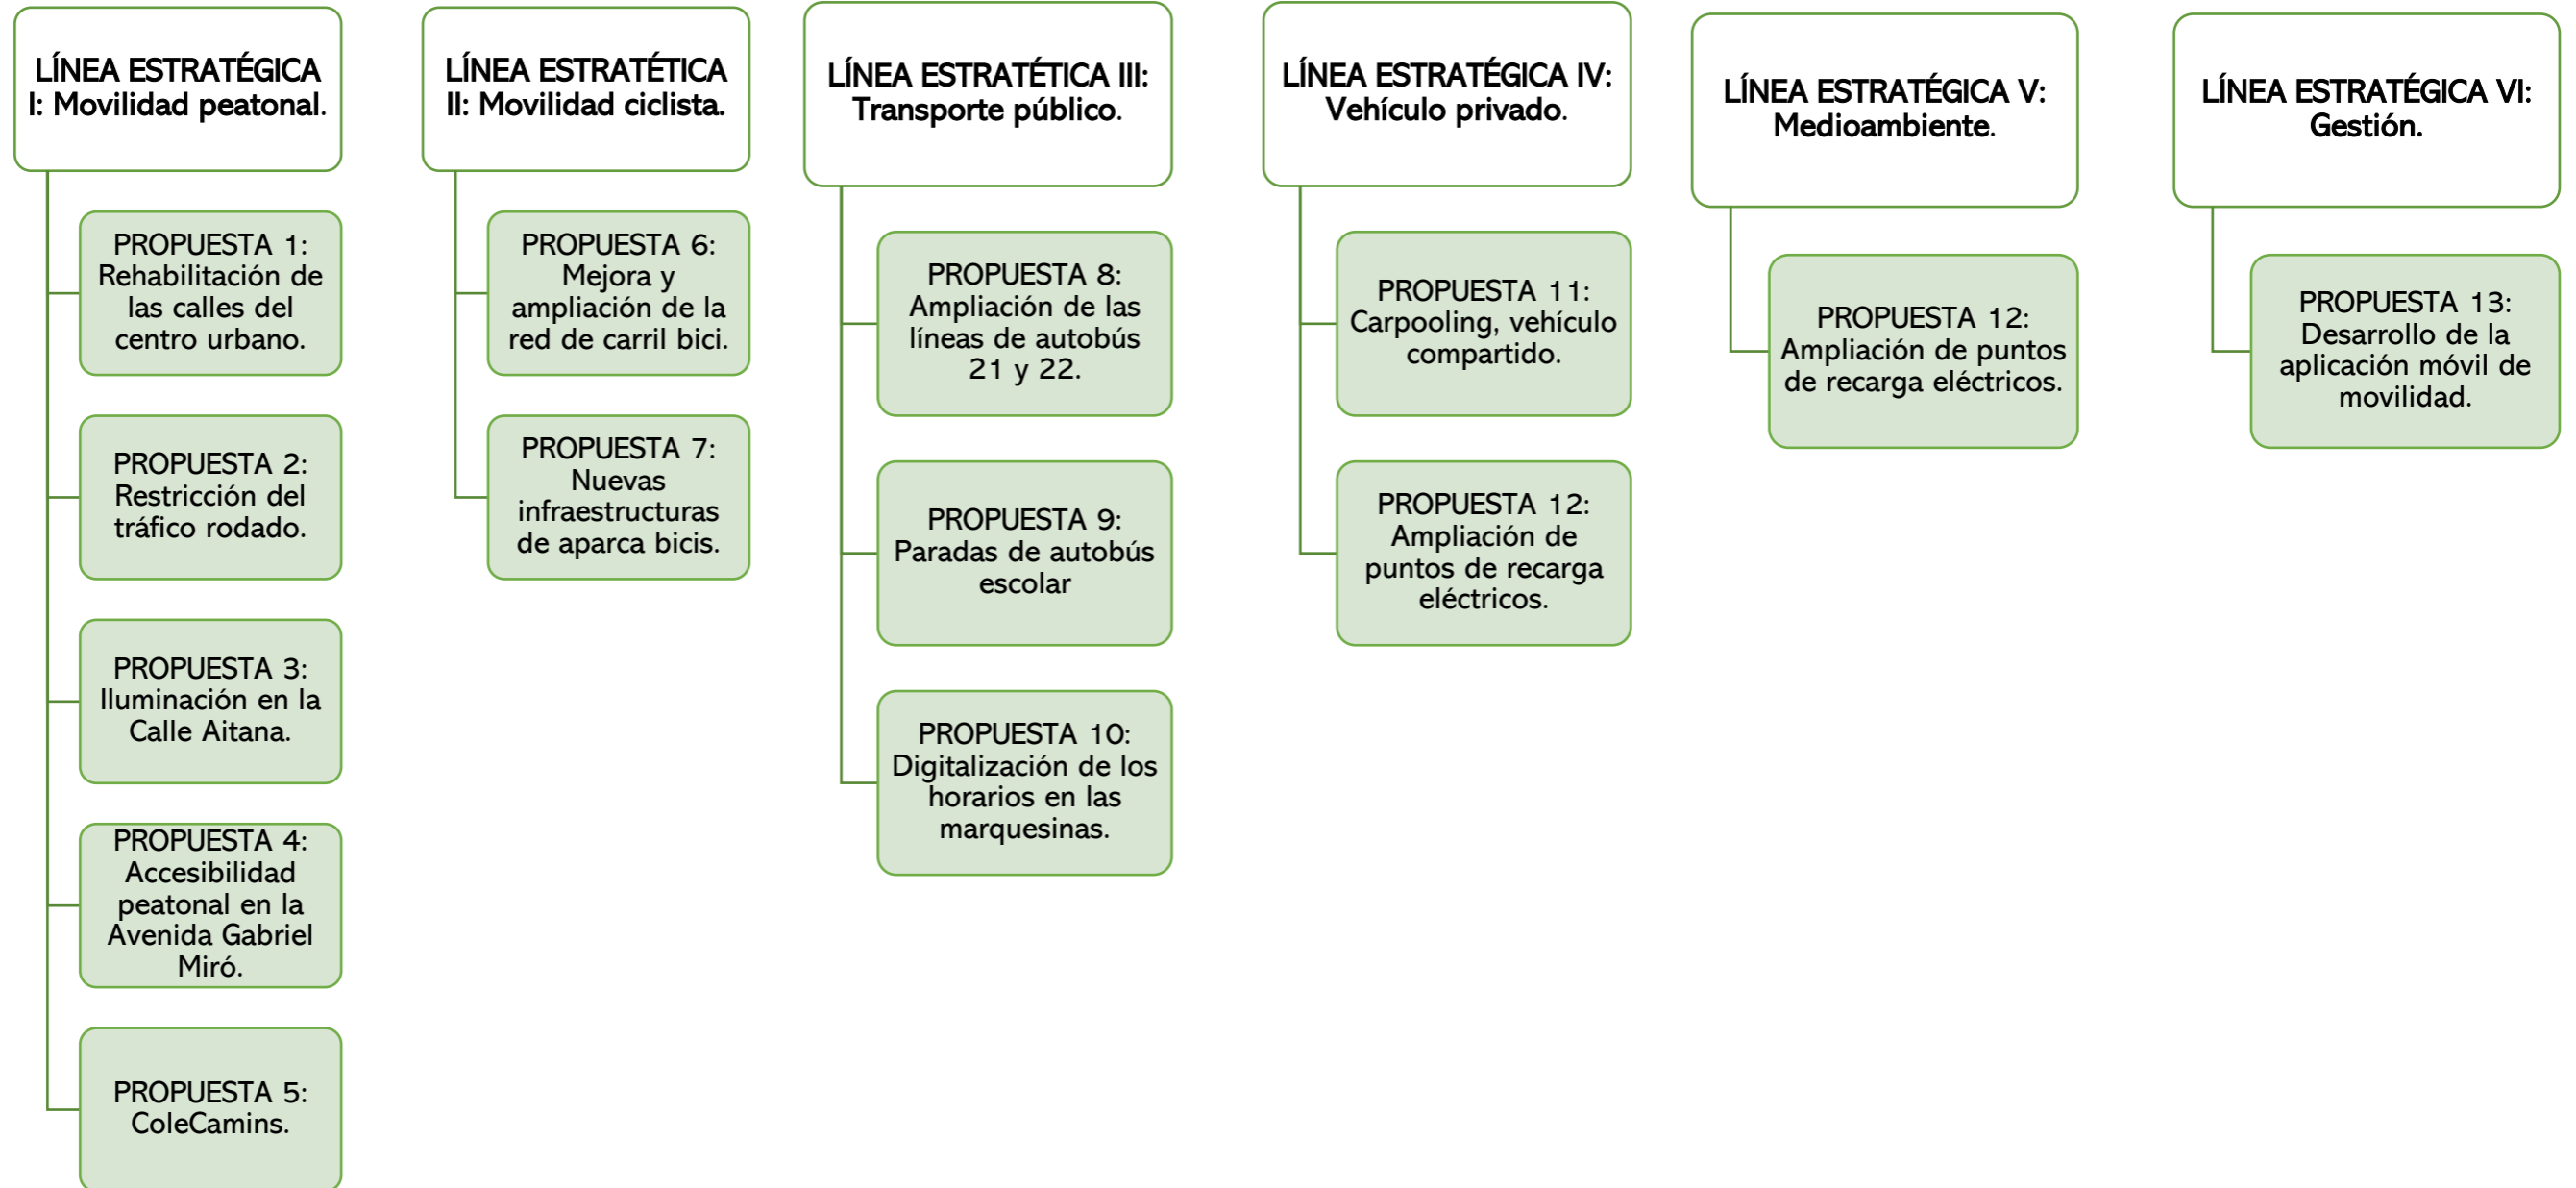 LÍNEA ESTRATÉGICA
I: Movilidad peatonal.
PROPUESTA 1:
Rehabilitación de
las calles del
centro urbano.
PROPUESTA 2:
Restricción del
tráfico rodado.
PROPUESTA 3:
Iluminación en la
Calle Aitana.
PROPUESTA 4:
Accesibilidad
peatonal en la
Avenida Gabriel
Miró.
PROPUESTA 5:
ColeCamins.
LÍNEA ESTRATÉTICA
II: Movilidad ciclista.
PROPUESTA 6:
Mejora y
ampliación de la
red de carril bici.
PROPUESTA 7:
Nuevas
infraestructuras
de aparca bicis.
LÍNEA ESTRATÉTICA III:
Transporte público.
PROPUESTA 8:
Ampliación de las
líneas de autobús
21 y 22.
PROPUESTA 9:
Paradas de autobús
escolar
PROPUESTA 10:
Digitalización de los
horarios en las
marquesinas.
LÍNEA ESTRATÉGICA IV:
Vehículo privado.
PROPUESTA 11:
Carpooling, vehículo
compartido.
PROPUESTA 12:
Ampliación de
puntos de recarga
eléctricos.
LÍNEA ESTRATÉGICA V:
Medioambiente.
PROPUESTA 12:
Ampliación de puntos
de recarga eléctricos.
LÍNEA ESTRATÉGICA VI:
Gestión.
PROPUESTA 13:
Desarrollo de la
aplicación móvil de
movilidad.